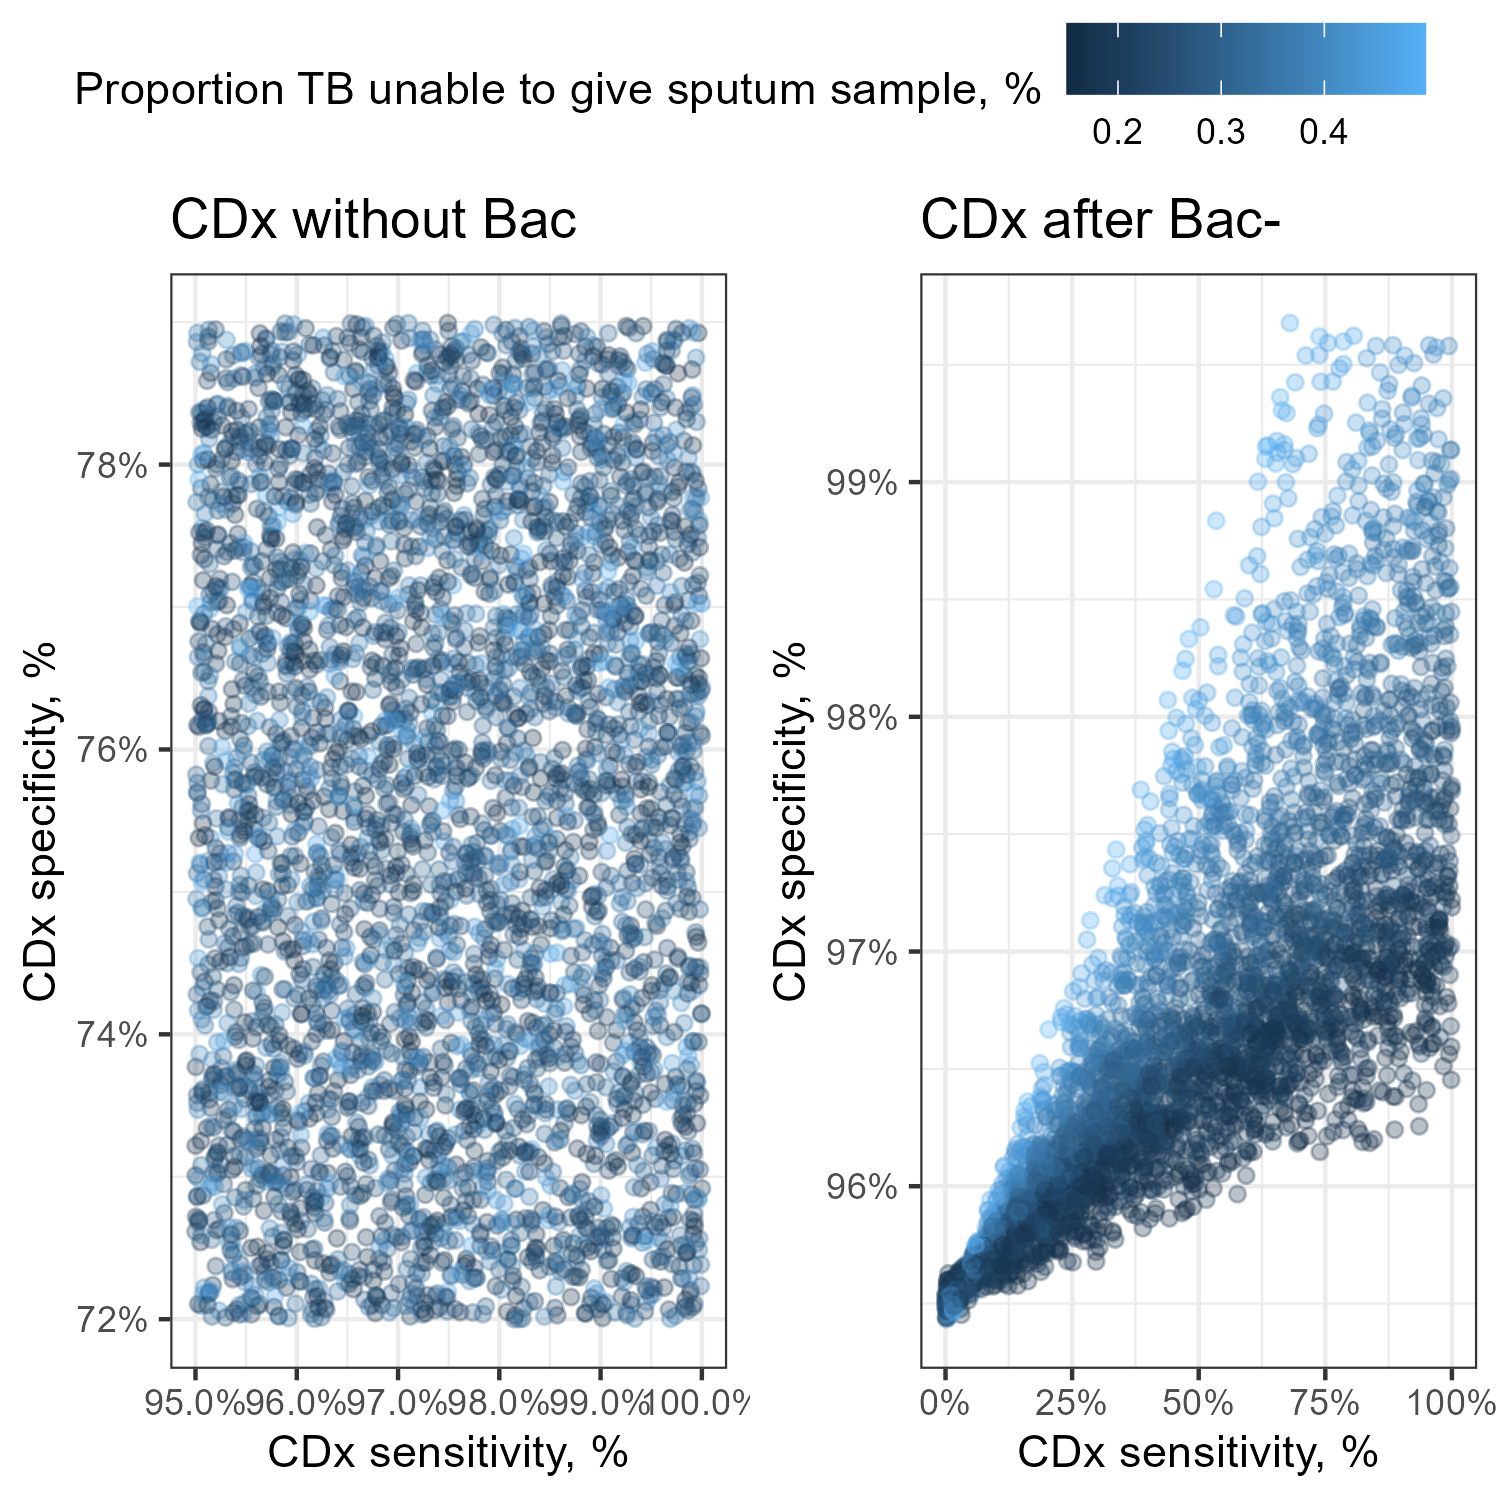 Proportion TB unable to give sputum sample, %
0.2 0.3 0.4
CDx without Bac
CDx specificity, %
78%
76%
74%
72%
95.0% 96.0% 97.0% 98.0% 99.0% 100.0%
CDx sensitivity, %
CDx after Bac-
CDx specificity, %
99%
98%
97%
96%
0% 25% 50% 75% 100%
CDx sensitivity, %